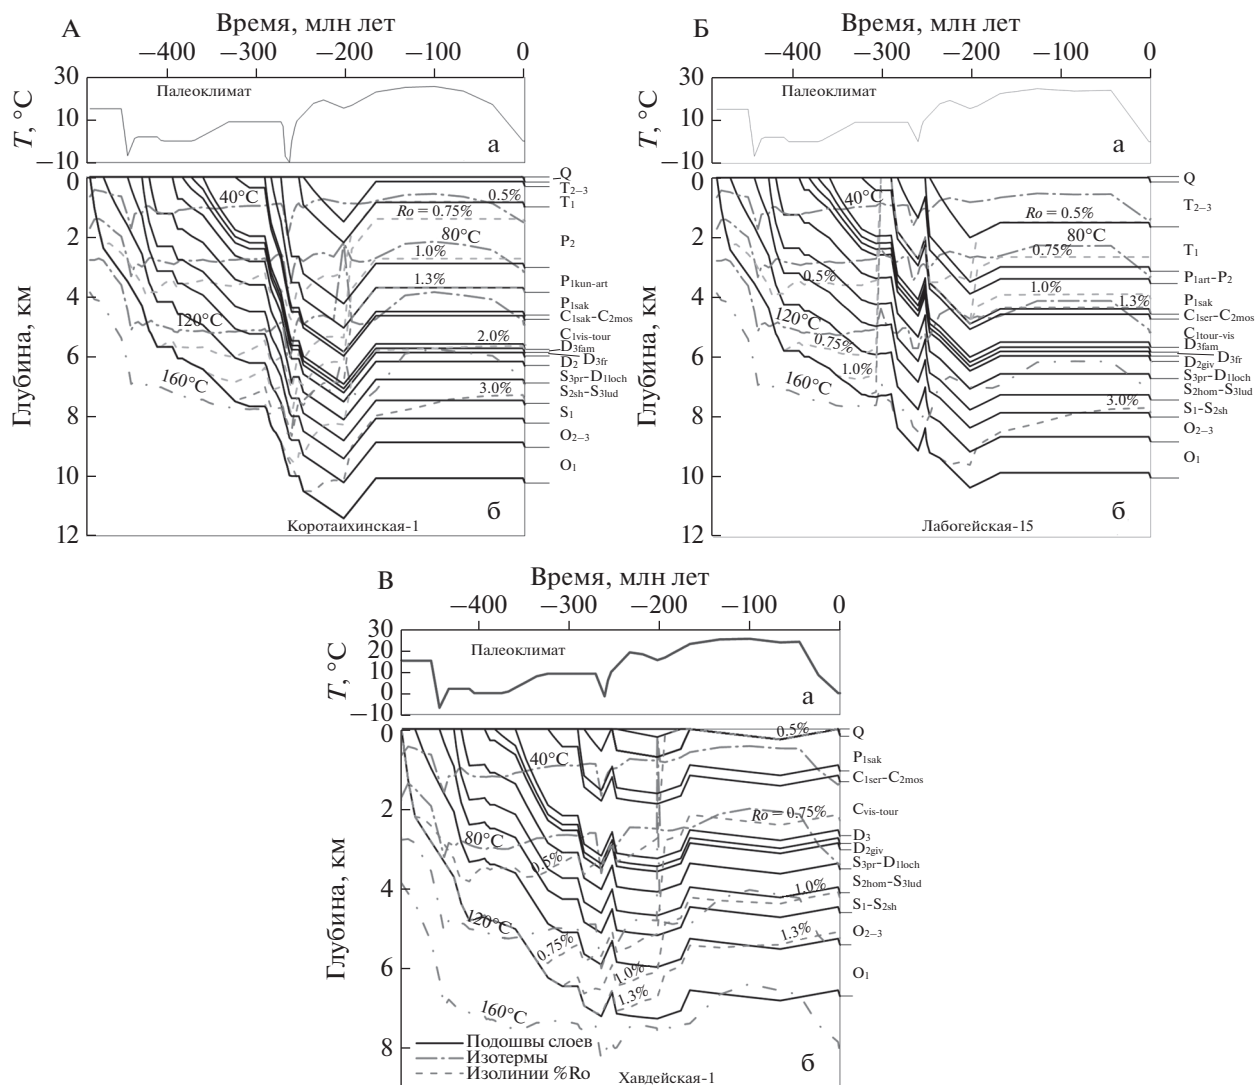 А
Время, млн лет
−400 −300 −200 −100 0
30
10
−10
T, °C
Палеоклимат
а
0
2
4
6
8
10
12
Глубина, км
40°C
80°C
120°C
160°C
0.5%
Ro = 0.75%
1.0%
1.3%
2.0%
3.0%
Q
T2–3
T1
P2
P1kun-art
P1sak
C1sak-C2mos
C1vis-tour
D3fam
D3fr
D2
S3pr-D1loch
S2sh-S3lud
S1
O2–3
O1
Коротаихинская-1
б
Б
Время, млн лет
−400 −300 −200 −100 0
30
10
−10
T, °C
Палеоклимат
а
0
2
4
6
8
10
12
Глубина, км
40°C
80°C
120°C
160°C
Ro = 0.5%
0.75%
1.0%
1.3%
3.0%
0.5%
0.75%
1.0%
Q
T2–3
T1
P1art-P2
P1sak
C1ser-C2mos
C1tour-vis
D3fam
D3fr
D2giv
S3pr-D1loch
S2hom-S3lud
S1-S2sh
O2–3
O1
Лабогейская-15
б
В
Время, млн лет
−400 −300 −200 −100 0
30
20
10
0
−10
T, °C
Палеоклимат
а
0
2
4
6
8
Глубина, км
40°C
80°C
120°C
160°C
0.5%
Ro = 0.75%
1.0%
1.3%
0.5%
0.75%
1.0%
1.3%
Q
P1sak
C1ser-C2mos
Cvis-tour
D3
D2giv
S3pr-D1loch
S2hom-S3lud
S1-S2sh
O2–3
O1
Подошвы слоев
Изотермы
Изолинии %Ro
Хавдейская-1
б